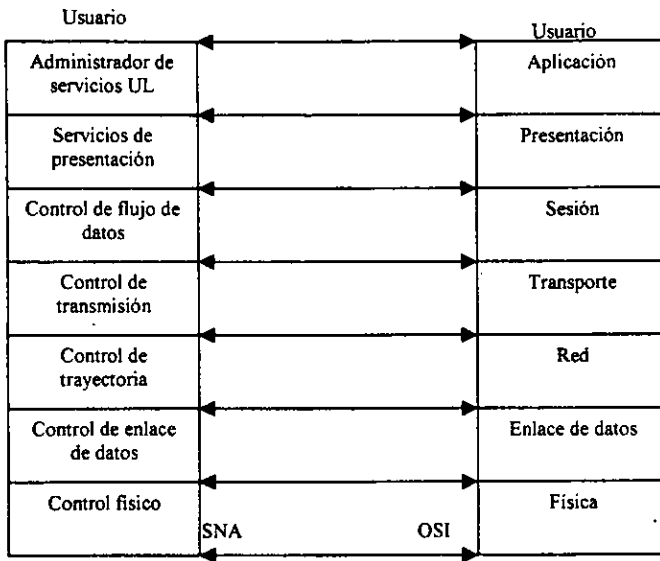 Usuario
Usuario
Administrador de
servicios UL
Aplicación
Servicios de
presentación
Presentación
Control de flujo de
datos
Sesión
Control de
transmisión
Transporte
Control de
trayectoria
Red
Control de enlace
de datos
Enlace de datos
Control físico
Física
SNA
OSI